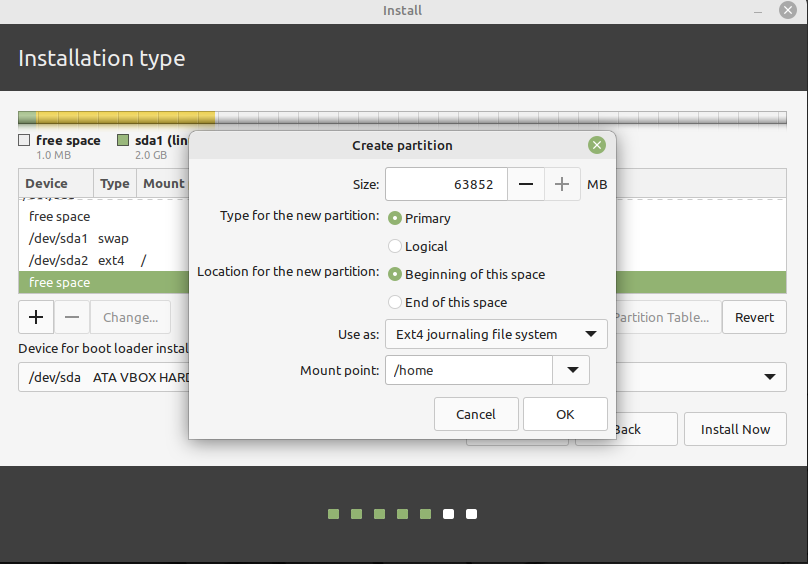 Install
Installation type
free space sda1 (lin
1.0 MB 2.0 GB
Create partition
Size: 63852 MB
Type for the new partition: Primary
Logical
Location for the new partition: Beginning of this space
End of this space
Use as: Ext4 journaling file system
Mount point: /home
Cancel OK
Device Type Mount
free space
/dev/sda1 swap
/dev/sda2 ext4 /
free space
Change... Partition Table... Revert
Device for boot loader instal
/dev/sda ATA VBOX HARD
Back Install Now